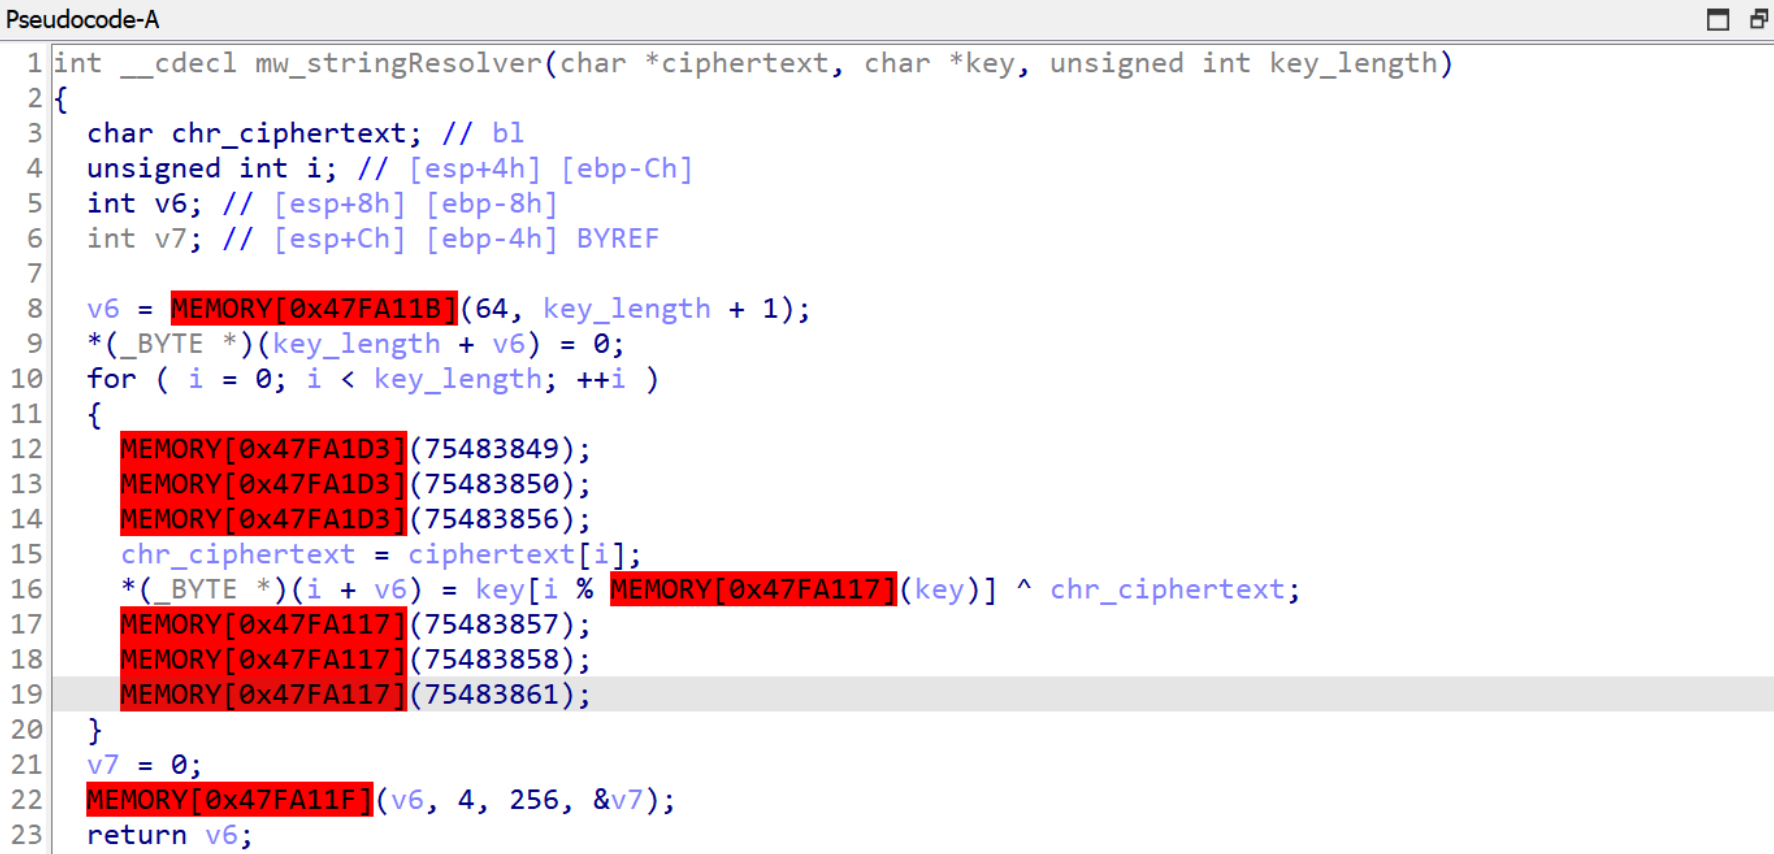 Pseudocode-A
1 int __cdecl mw_stringResolver(char *ciphertext, char *key, unsigned int key_length)
2 {
3   char chr_ciphertext; // bl
4   unsigned int i; // [esp+4h] [ebp-Ch]
5   int v6; // [esp+8h] [ebp-8h]
6   int v7; // [esp+Ch] [ebp-4h] BYREF
7
8   v6 = MEMORY[0x47FA11B](64, key_length + 1);
9   *(_BYTE *)(key_length + v6) = 0;
10   for ( i = 0; i < key_length; ++i )
11   {
12     MEMORY[0x47FA1D3](75483849);
13     MEMORY[0x47FA1D3](75483850);
14     MEMORY[0x47FA1D3](75483856);
15     chr_ciphertext = ciphertext[i];
16     *(_BYTE *)(i + v6) = key[i % MEMORY[0x47FA117](key)] ^ chr_ciphertext;
17     MEMORY[0x47FA117](75483857);
18     MEMORY[0x47FA117](75483858);
19     MEMORY[0x47FA117](75483861);
20   }
21   v7 = 0;
22   MEMORY[0x47FA11F](v6, 4, 256, &v7);
23   return v6;